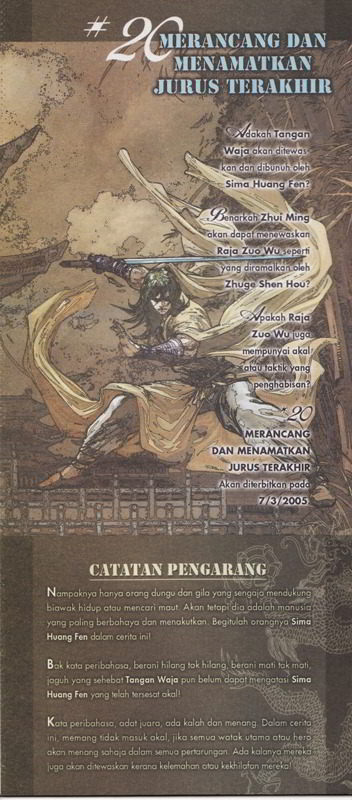 # 20 MERANCANG DAN
MENAMATKAN
JURUS TERAKHIR
Adakah Tangan
Waja akan ditewas-
kan dan dibunuh oleh
Sima Huang Fen?
Benarkah Zhui Ming
akan dapat menewaskan
Raja Zuo Wu seperti
yang diramalkan oleh
Zhuge Shen Hou?
Apakah Raja
Zuo Wu juga
mempunyai akal
atau taktik yang
penghabisan?
#20
MERANCANG
DAN MENAMATKAN
JURUS TERAKHIR
Akan diterbitkan pada
7/3/2005
CATATAN PENGARANG
Nampaknya hanya orang dungu dan gila yang sengaja mendukung
biawak hidup atau mencari maut. Akan tetapi dia adalah manusia
yang paling berbahaya dan menakutkan. Begitulah orangnya Sima
Huang Fen dalam cerita ini!
Bak kata peribahasa, berani hilang tak hilang, berani mati tak mati,
jaguh yang sehebat Tangan Waja pun belum dapat mengatasi Sima
Huang Fen yang telah tersesat akal!
Kata peribahasa, adat juara, ada kalah dan menang. Dalam cerita
ini, memang tidak masuk akal, jika semua watak utama atau hero
akan menang sahaja dalam semua pertarungan. Ada kalanya mereka
juga akan ditewaskan kerana kelemahan atau kekhilafan mereka!